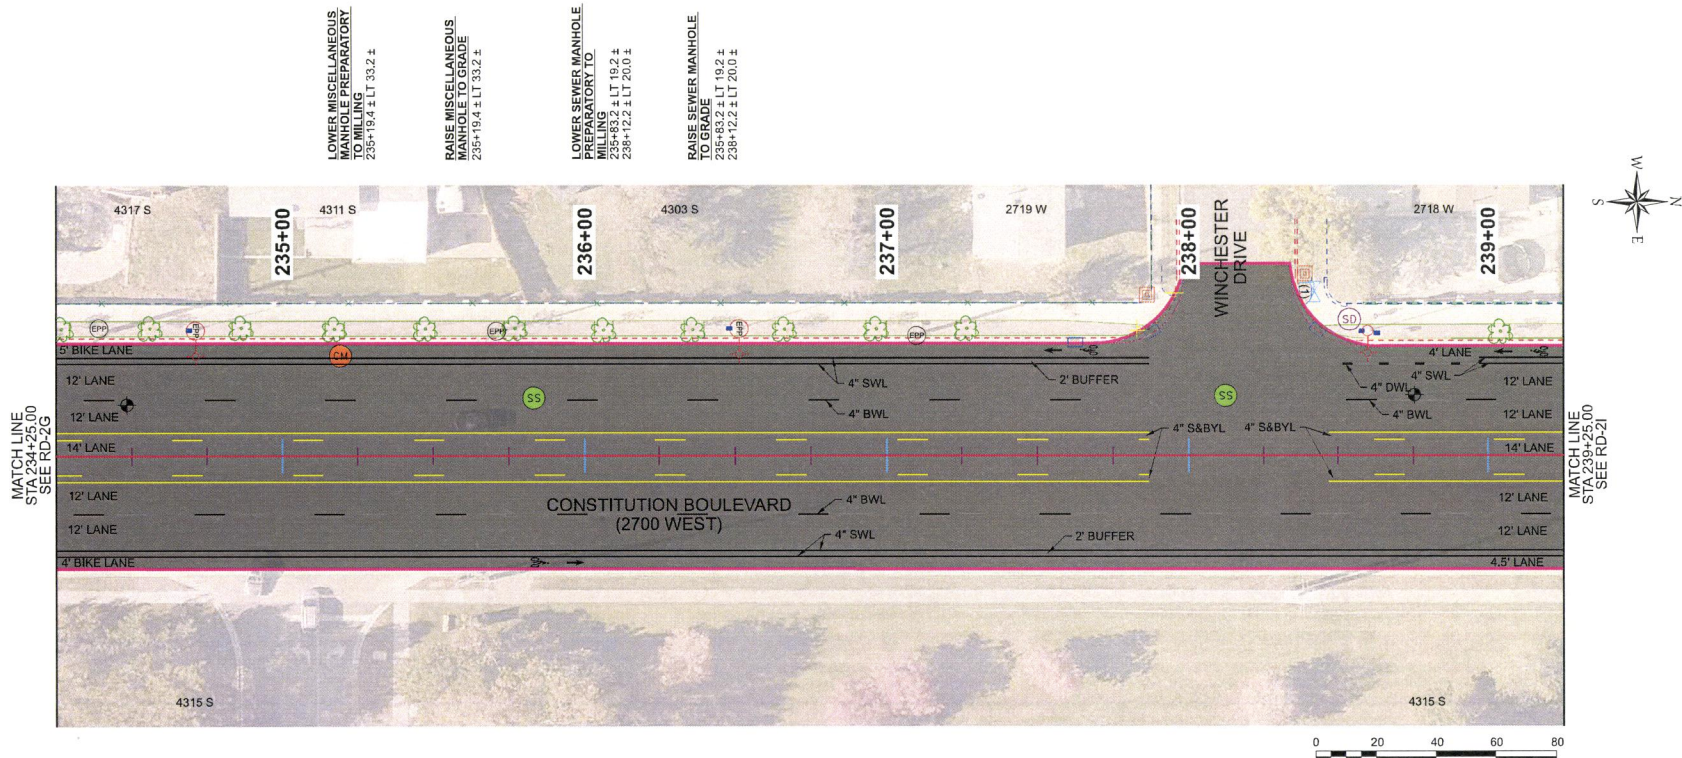 LOWER MISCELLANEOUS
MANHOLE PREPARATORY
TO MILLING
235+19.4 ± LT 33.2 ±
RAISE MISCELLANEOUS
MANHOLE TO GRADE
235+19.4 ± LT 33.2 ±
LOWER SEWER MANHOLE
PREPARATORY TO
MILLING
235+83.2 ± LT 19.2 ±
238+12.2 ± LT 20.0 ±
RAISE SEWER MANHOLE
TO GRADE
235+83.2 ± LT 19.2 ±
238+12.2 ± LT 20.0 ±
W
S
N
E
4317 S
4311 S
4303 S
2719 W
2718 W
235+00
236+00
237+00
238+00
239+00
WINCHESTER
DRIVE
EPP
EPP
EPP
EPP
EPP
(1)
SD
CM
5' BIKE LANE
4' LANE
12' LANE
4" SWL
2' BUFFER
4" DWL
4" SWL
12' LANE
SS
SS
12' LANE
4" BWL
4" BWL
12' LANE
4" S&BYL
4" S&BYL
14' LANE
14' LANE
MATCH LINE
STA 234+25.00
SEE RD-2G
MATCH LINE
STA 239+25.00
SEE RD-2I
12' LANE
CONSTITUTION BOULEVARD
(2700 WEST)
4" BWL
12' LANE
12' LANE
4" SWL
2' BUFFER
12' LANE
4' BIKE LANE
4.5' LANE
4315 S
4315 S
0 20 40 60 80